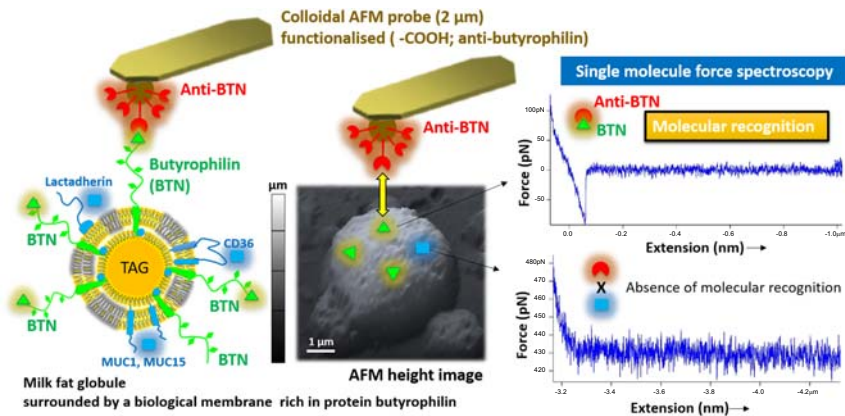 Colloidal AFM probe (2 µm)
functionalised ( -COOH; anti-butyrophilin)
Anti-BTN
Butyrophilin
(BTN)
Lactadherin
BTN
CD36
TAG
BTN
BTN
BTN
MUC1, MUC15
Milk fat globule
surrounded by a biological membrane rich in protein butyrophilin
Anti-BTN
µm
1 µm
AFM height image
Single molecule force spectroscopy
Anti-BTN
BTN
Molecular recognition
Force (pN)
100pN
50
0
-50
0.0 -0.2 -0.4 -0.6 -0.8 -1.0µm
Extension (nm)
X
Absence of molecular recognition
Force (pN)
480pN
460
450
440
430
-3.2 -3.4 -3.6 -3.8 -4.0 -4.2µm
Extension (nm)